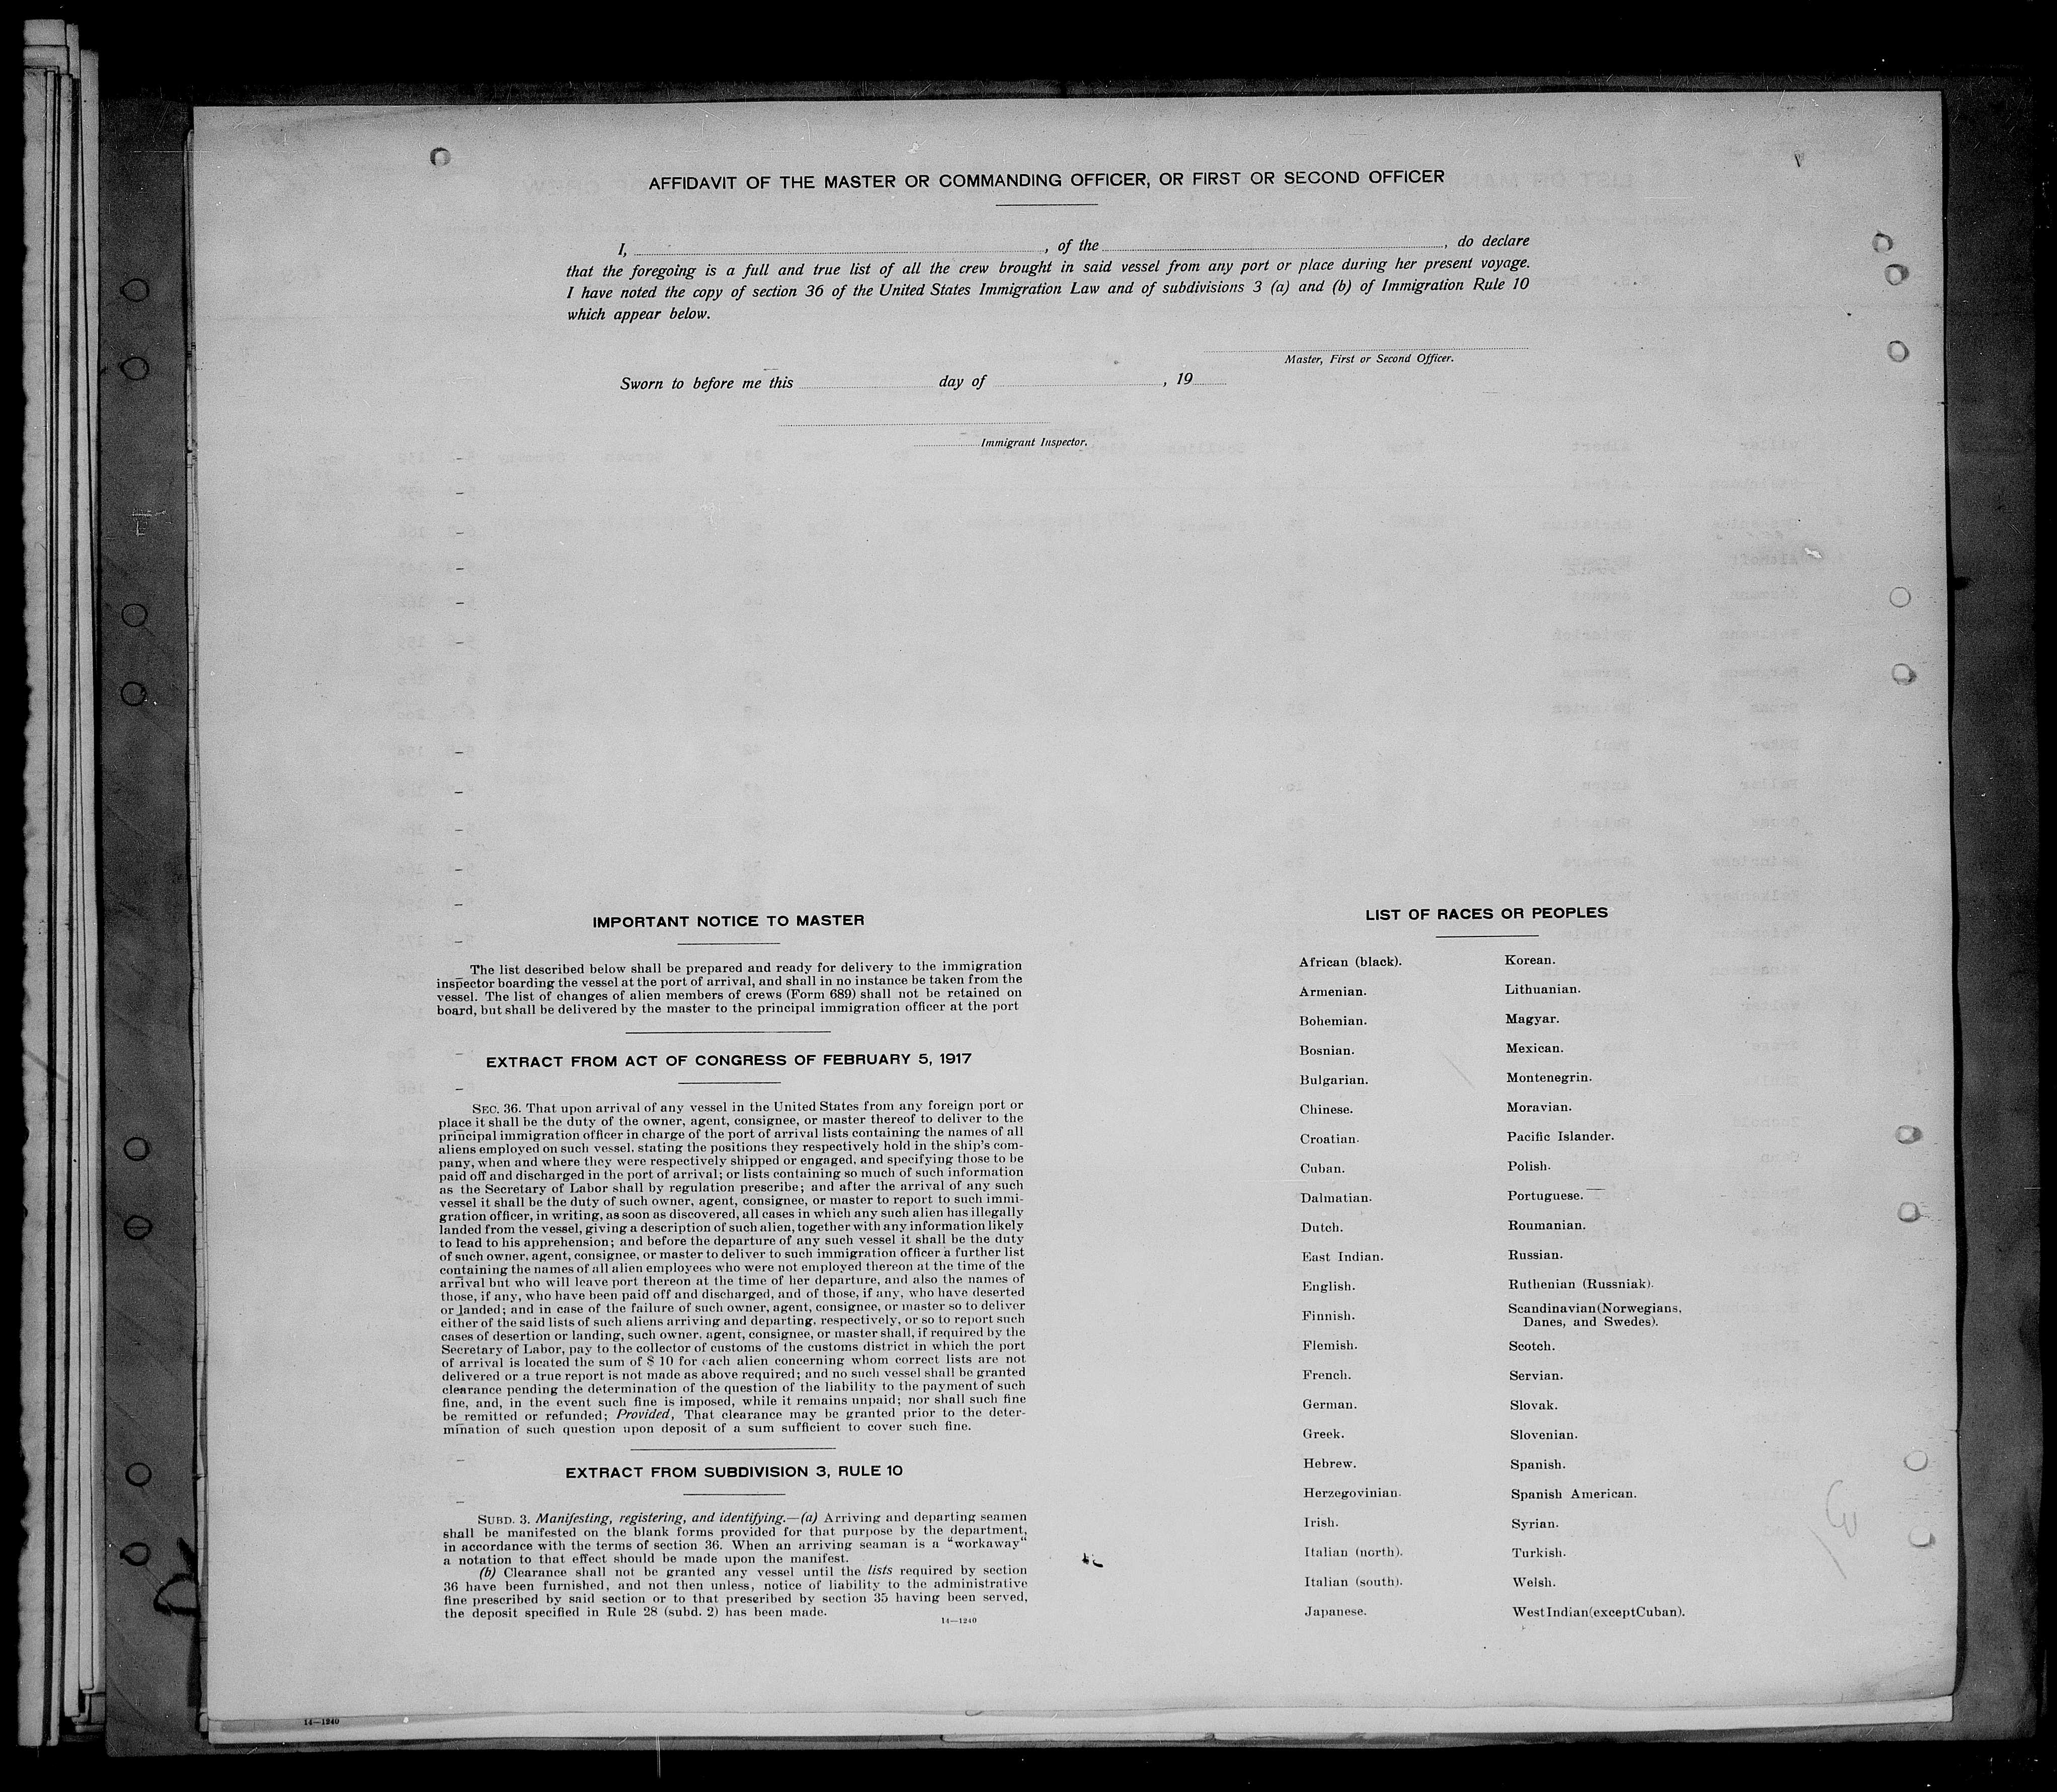 AFFIDAVIT OF THE MASTER OR COMMANDING OFFICER, OR FIRST OR SECOND OFFICER
I, , of the , do declare
that the foregoing is a full and true list of all the crew brought in said vessel from any port or place during her present voyage.
I have noted the copy of section 36 of the United States Immigration Law and of subdivisions 3 (a) and (b) of Immigration Rule 10
which appear below.
Master, First or Second Officer.
Sworn to before me this day of , 19
Immigrant Inspector.
IMPORTANT NOTICE TO MASTER
The list described below shall be prepared and ready for delivery to the immigration
inspector boarding the vessel at the port of arrival, and shall in no instance be taken from the
vessel. The list of changes of alien members of crews (Form 689) shall not be retained on
board, but shall be delivered by the master to the principal immigration officer at the port
EXTRACT FROM ACT OF CONGRESS OF FEBRUARY 5, 1917
SEC. 36. That upon arrival of any vessel in the United States from any foreign port or
place it shall be the duty of the owner, agent, consignee, or master thereof to deliver to the
principal immigration officer in charge of the port of arrival lists containing the names of all
aliens employed on such vessel, stating the positions they respectively hold in the ship's com-
pany, when and where they were respectively shipped or engaged, and specifying those to be
paid off and discharged in the port of arrival; or lists containing so much of such information
as the Secretary of Labor shall by regulation prescribe; and after the arrival of any such
vessel it shall be the duty of such owner, agent, consignee, or master to report to such immi-
gration officer, in writing, as soon as discovered, all cases in which any such alien has illegally
landed from the vessel, giving a description of such alien, together with any information likely
to lead to his apprehension; and before the departure of any such vessel it shall be the duty
of such owner, agent, consignee, or master to deliver to such immigration officer a further list
containing the names of all alien employees who were not employed thereon at the time of the
arrival but who will leave port thereon at the time of her departure, and also the names of
those, if any, who have been paid off and discharged, and of those, if any, who have deserted
or landed; and in case of the failure of such owner, agent, consignee, or master so to deliver
either of the said lists of such aliens arriving and departing, respectively, or so to report such
cases of desertion or landing, such owner, agent, consignee, or master shall, if required by the
Secretary of Labor, pay to the collector of customs of the customs district in which the port
of arrival is located the sum of $ 10 for each alien concerning whom correct lists are not
delivered or a true report is not made as above required; and no such vessel shall be granted
clearance pending the determination of the question of the liability to the payment of such
fine, and, in the event such fine is imposed, while it remains unpaid; nor shall such fine
be remitted or refunded; Provided, That clearance may be granted prior to the deter-
mination of such question upon deposit of a sum sufficient to cover such fine.
EXTRACT FROM SUBDIVISION 3, RULE 10
SUBD. 3. Manifesting, registering, and identifying.—(a) Arriving and departing seamen
shall be manifested on the blank forms provided for that purpose by the department,
in accordance with the terms of section 36. When an arriving seaman is a "workaway"
a notation to that effect should be made upon the manifest.
(b) Clearance shall not be granted any vessel until the lists required by section
36 have been furnished, and not then unless, notice of liability to the administrative
fine prescribed by said section or to that prescribed by section 35 having been served,
the deposit specified in Rule 28 (subd. 2) has been made.
14—1240
LIST OF RACES OR PEOPLES
African (black).
Armenian.
Bohemian.
Bosnian.
Bulgarian.
Chinese.
Croatian.
Cuban.
Dalmatian.
Dutch.
East Indian.
English.
Finnish.
Flemish.
French.
German.
Greek.
Hebrew.
Herzegovinian.
Irish.
Italian (north).
Italian (south).
Japanese.
Korean.
Lithuanian.
Magyar.
Mexican.
Montenegrin.
Moravian.
Pacific Islander.
Polish.
Portuguese.
Roumanian.
Russian.
Ruthenian (Russniak).
Scandinavian (Norwegians,
Danes, and Swedes).
Scotch.
Servian.
Slovak.
Slovenian.
Spanish.
Spanish American.
Syrian.
Turkish.
Welsh.
West Indian (except Cuban).
14—1240